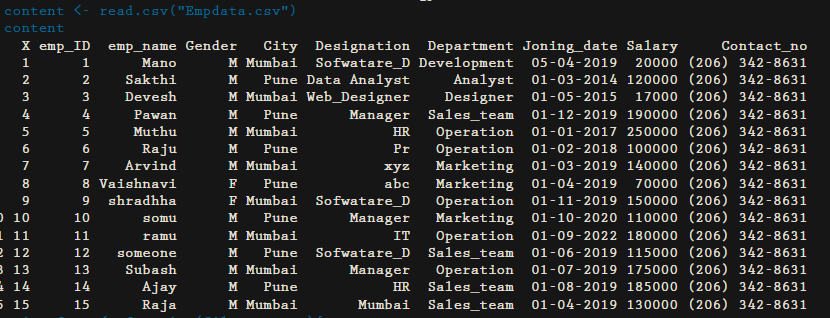 content <- read.csv("Empdata.csv")
content
X emp_ID emp_name Gender City Designation Department Joning_date Salary Contact_no
1 1 Mano M Mumbai Sofwatare_D Development 05-04-2019 20000 (206) 342-8631
2 2 Sakthi M Pune Data Analyst Analyst 01-03-2014 120000 (206) 342-8631
3 3 Devesh M Mumbai Web_Designer Designer 01-05-2015 17000 (206) 342-8631
4 4 Pawan M Pune Manager Sales_team 01-12-2019 190000 (206) 342-8631
5 5 Muthu M Mumbai HR Operation 01-01-2017 250000 (206) 342-8631
6 6 Raju M Pune Pr Operation 01-02-2018 100000 (206) 342-8631
7 7 Arvind M Mumbai xyz Marketing 01-03-2019 140000 (206) 342-8631
8 8 Vaishnavi F Pune abc Marketing 01-04-2019 70000 (206) 342-8631
9 9 shradhha F Mumbai Sofwatare_D Operation 01-11-2019 150000 (206) 342-8631
0 10 10 somu M Pune Manager Marketing 01-10-2020 110000 (206) 342-8631
1 11 11 ramu M Mumbai IT Operation 01-09-2022 180000 (206) 342-8631
2 12 12 someone M Pune Sofwatare_D Sales_team 01-06-2019 115000 (206) 342-8631
3 13 13 Subash M Mumbai Manager Operation 01-07-2019 175000 (206) 342-8631
4 14 14 Ajay M Pune HR Sales_team 01-08-2019 185000 (206) 342-8631
5 15 15 Raja M Mumbai Mumbai Sales_team 01-04-2019 130000 (206) 342-8631